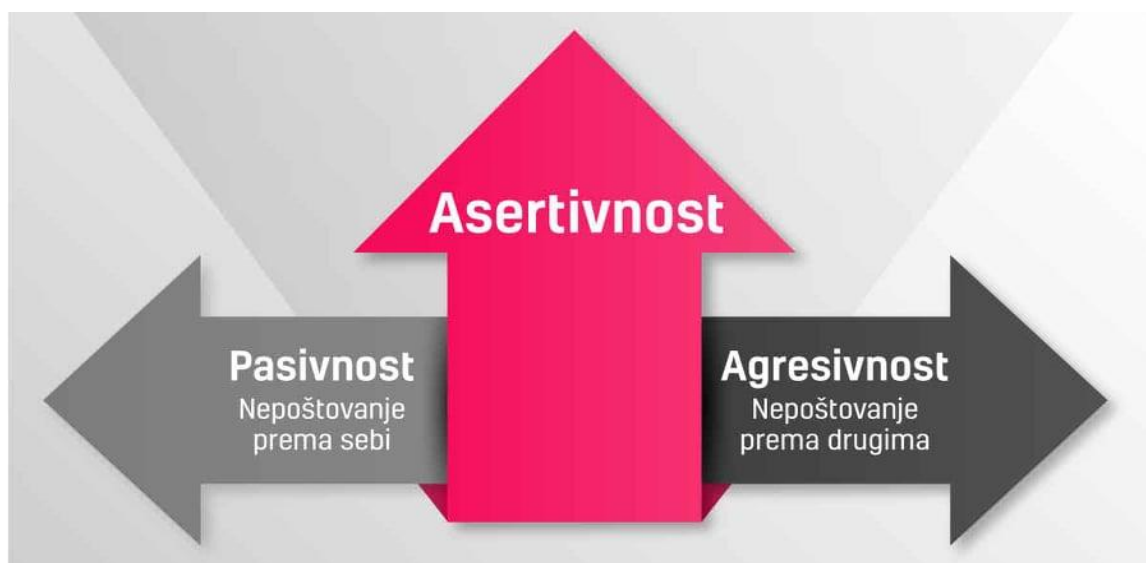 Asertivnost
Pasivnost
Nepoštovanje
prema sebi
Agresivnost
Nepoštovanje
prema drugima